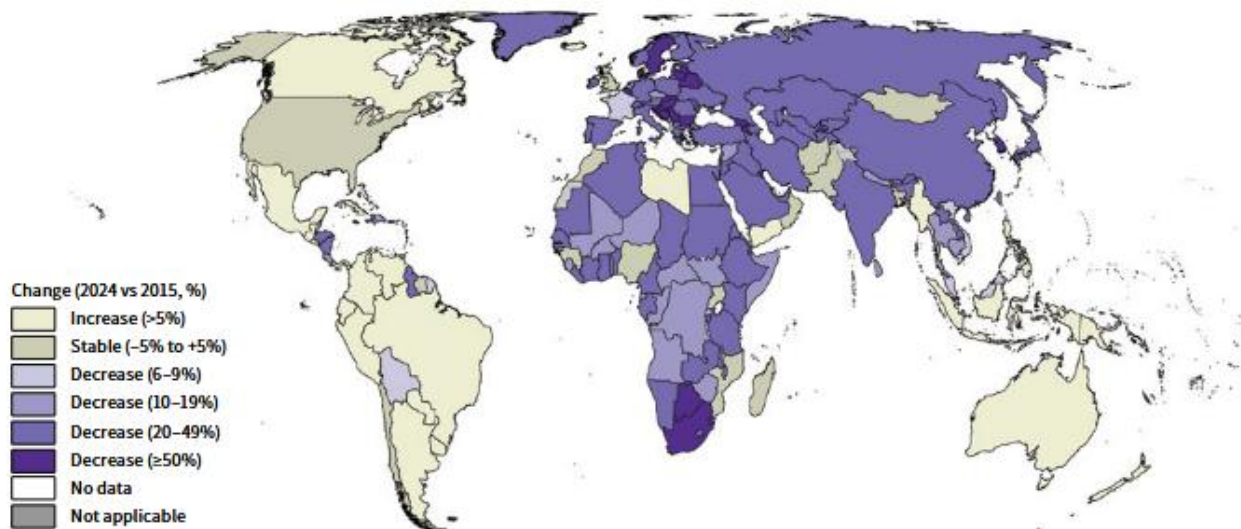 Change (2024 vs 2015, %)
Increase (>5%)
Stable (–5% to +5%)
Decrease (6–9%)
Decrease (10–19%)
Decrease (20–49%)
Decrease (≥50%)
No data
Not applicable